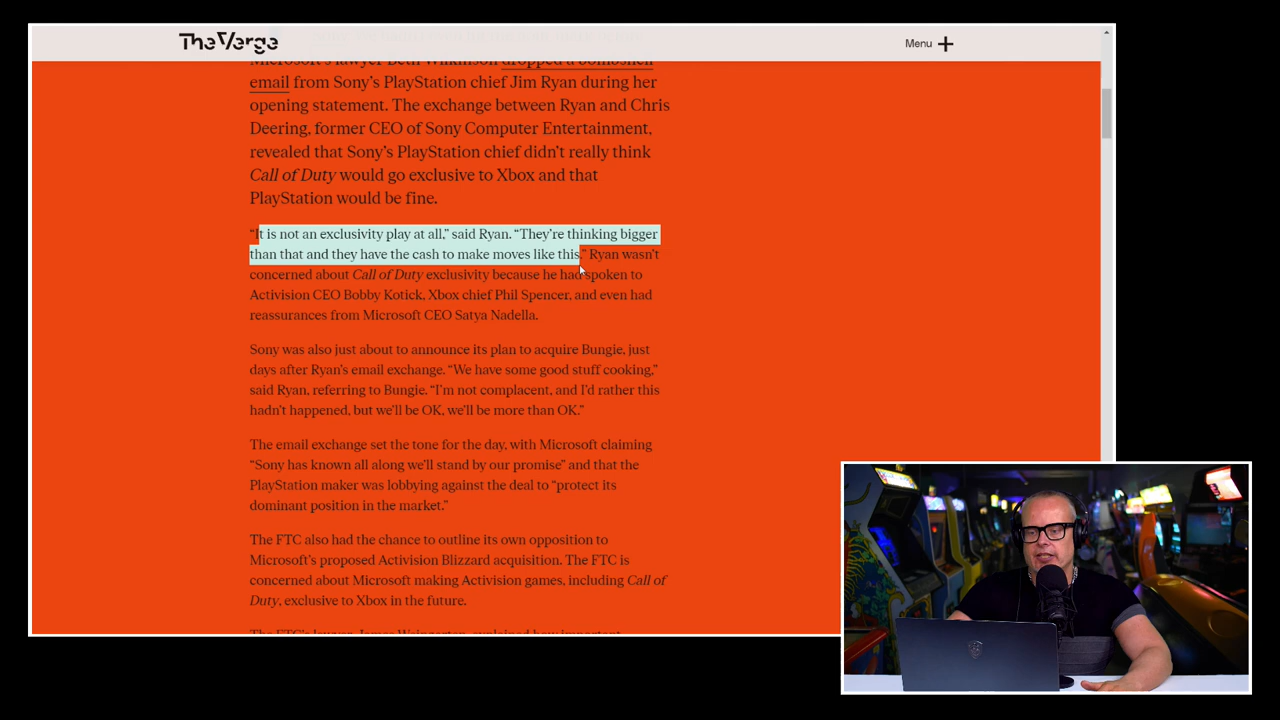 TheVerge
Menu
Microsoft's lawyer Beth Wilkinson dropped a bombshell
email from Sony's PlayStation chief Jim Ryan during her
opening statement. The exchange between Ryan and Chris
Deering, former CEO of Sony Computer Entertainment,
revealed that Sony's PlayStation chief didn't really think
Call of Duty would go exclusive to Xbox and that
PlayStation would be fine.
“It is not an exclusivity play at all,” said Ryan. “They're thinking bigger
than that and they have the cash to make moves like this.” Ryan wasn't
concerned about Call of Duty exclusivity because he had spoken to
Activision CEO Bobby Kotick, Xbox chief Phil Spencer, and even had
reassurances from Microsoft CEO Satya Nadella.
Sony was also just about to announce its plan to acquire Bungie, just
days after Ryan's email exchange. “We have some good stuff cooking,”
said Ryan, referring to Bungie. “I'm not complacent, and I'd rather this
hadn't happened, but we'll be OK, we'll be more than OK.”
The email exchange set the tone for the day, with Microsoft claiming
“Sony has known all along we'll stand by our promise” and that the
PlayStation maker was lobbying against the deal to “protect its
dominant position in the market.”
The FTC also had the chance to outline its own opposition to
Microsoft's proposed Activision Blizzard acquisition. The FTC is
concerned about Microsoft making Activision games, including Call of
Duty, exclusive to Xbox in the future.
The FTC's lawyer, James Weingarten, explained how important